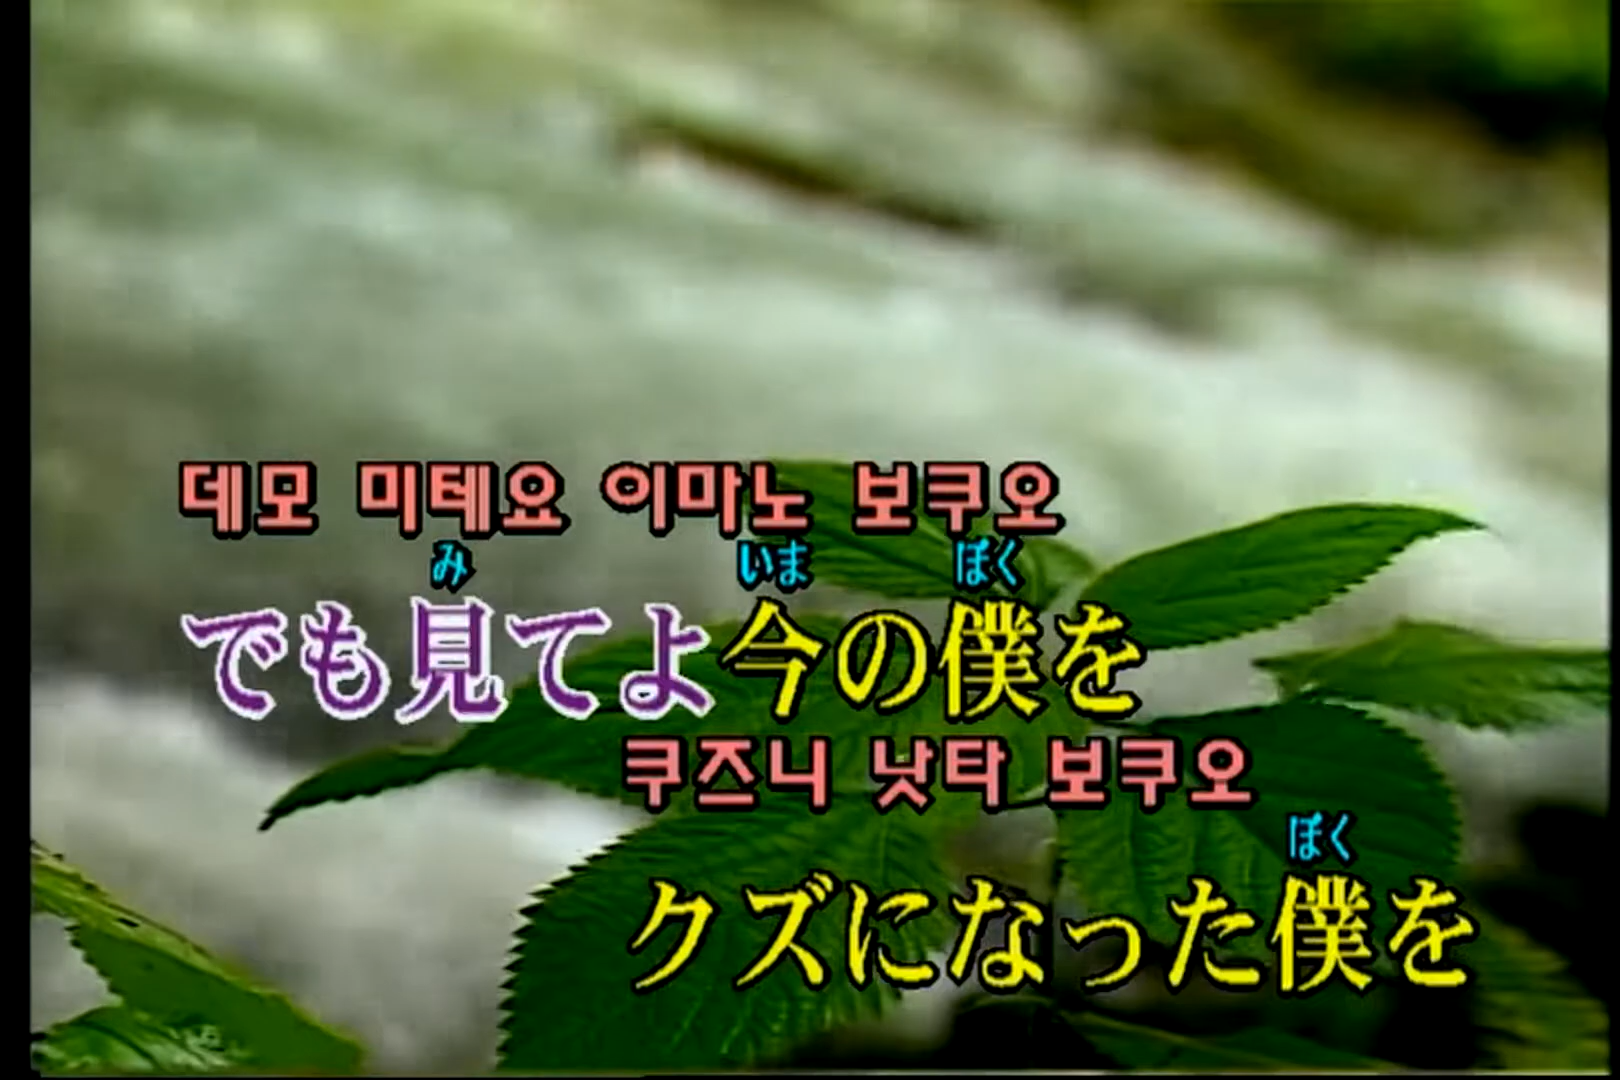 데모 미테요 이마노 보쿠오
み いま ぼく
でも見てよ今の僕を
쿠즈니 낫타 보쿠오
ぼく
クズになった僕を